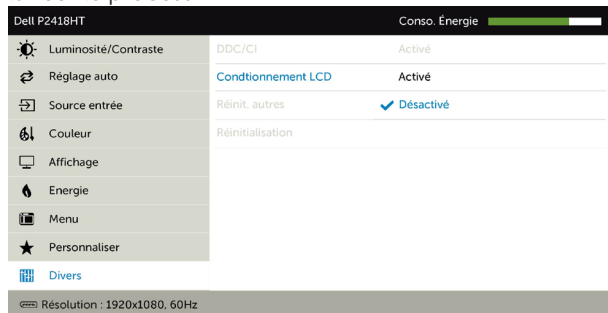 Dell P2418HT Conso. Énergie
Luminosité/Contraste DDC/CI Activé
Réglage auto Condtionnement LCD Activé
Source entrée Réinit. autres Désactivé
Couleur Réinitialisation
Affichage
Energie
Menu
Personnaliser
Divers
Résolution : 1920x1080, 60Hz